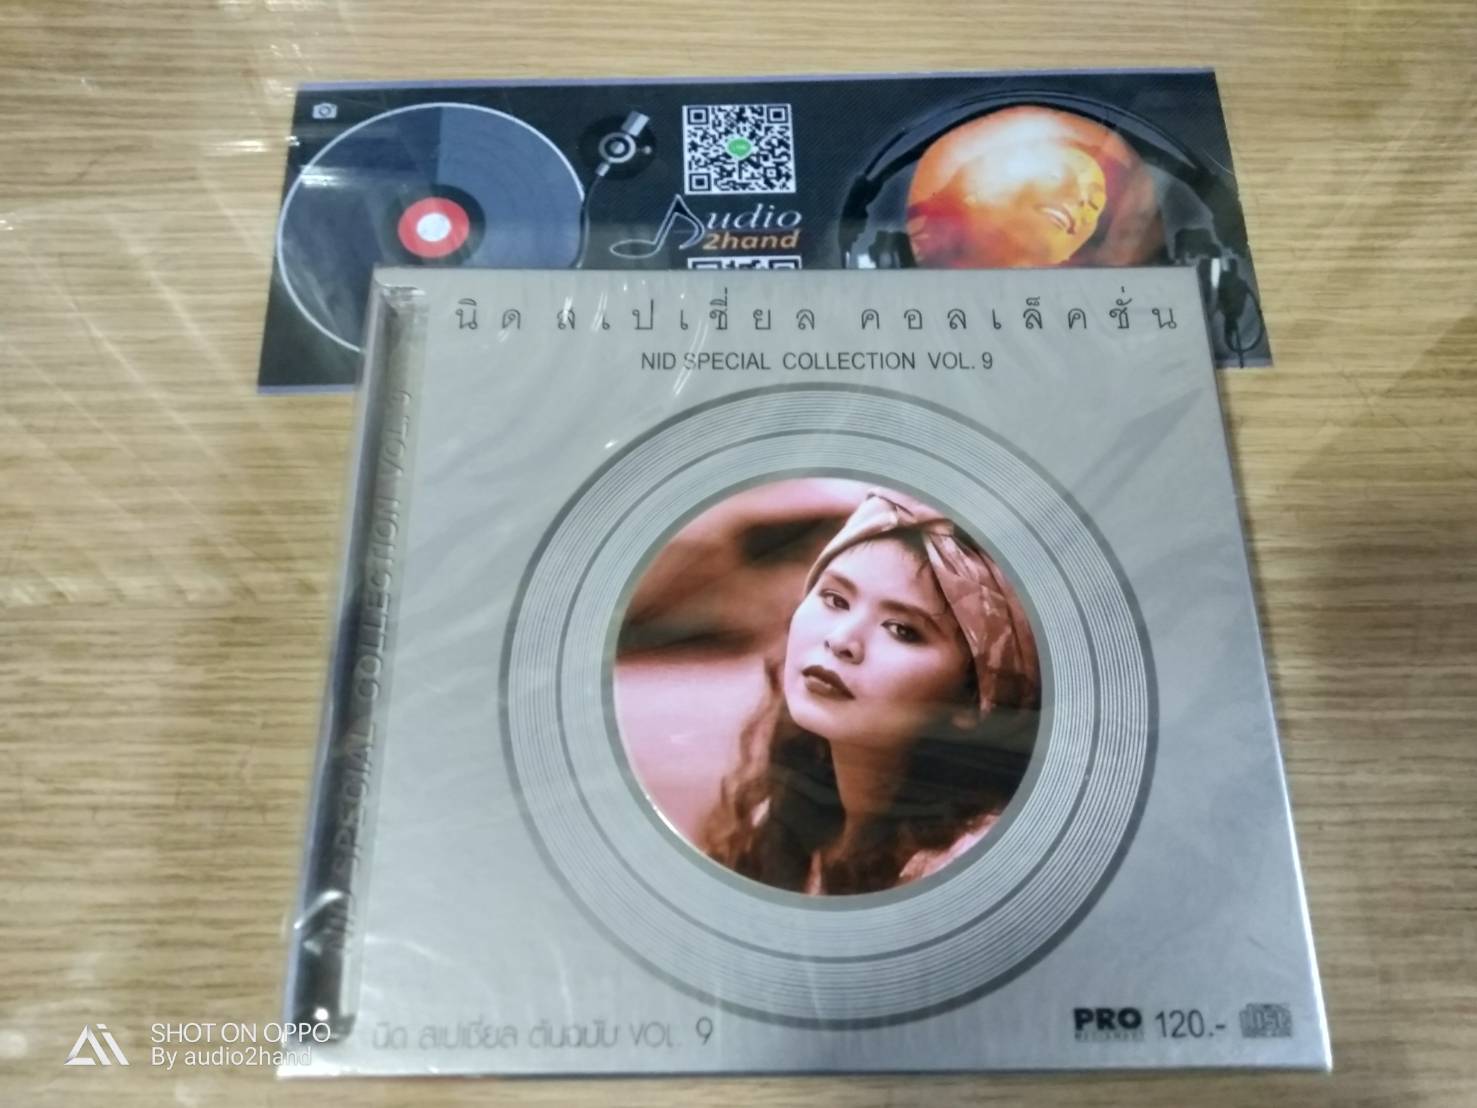 Audio
2hand
นิด สเปเชี่ยล คอลเล็คชั่น
NID SPECIAL COLLECTION VOL. 9
NID SPECIAL COLLECTION VOL. 9
นิด สเปเชี่ยล ต้นฉบับ VOL. 9
PRO 120.-
SHOT ON OPPO
By audio2hand